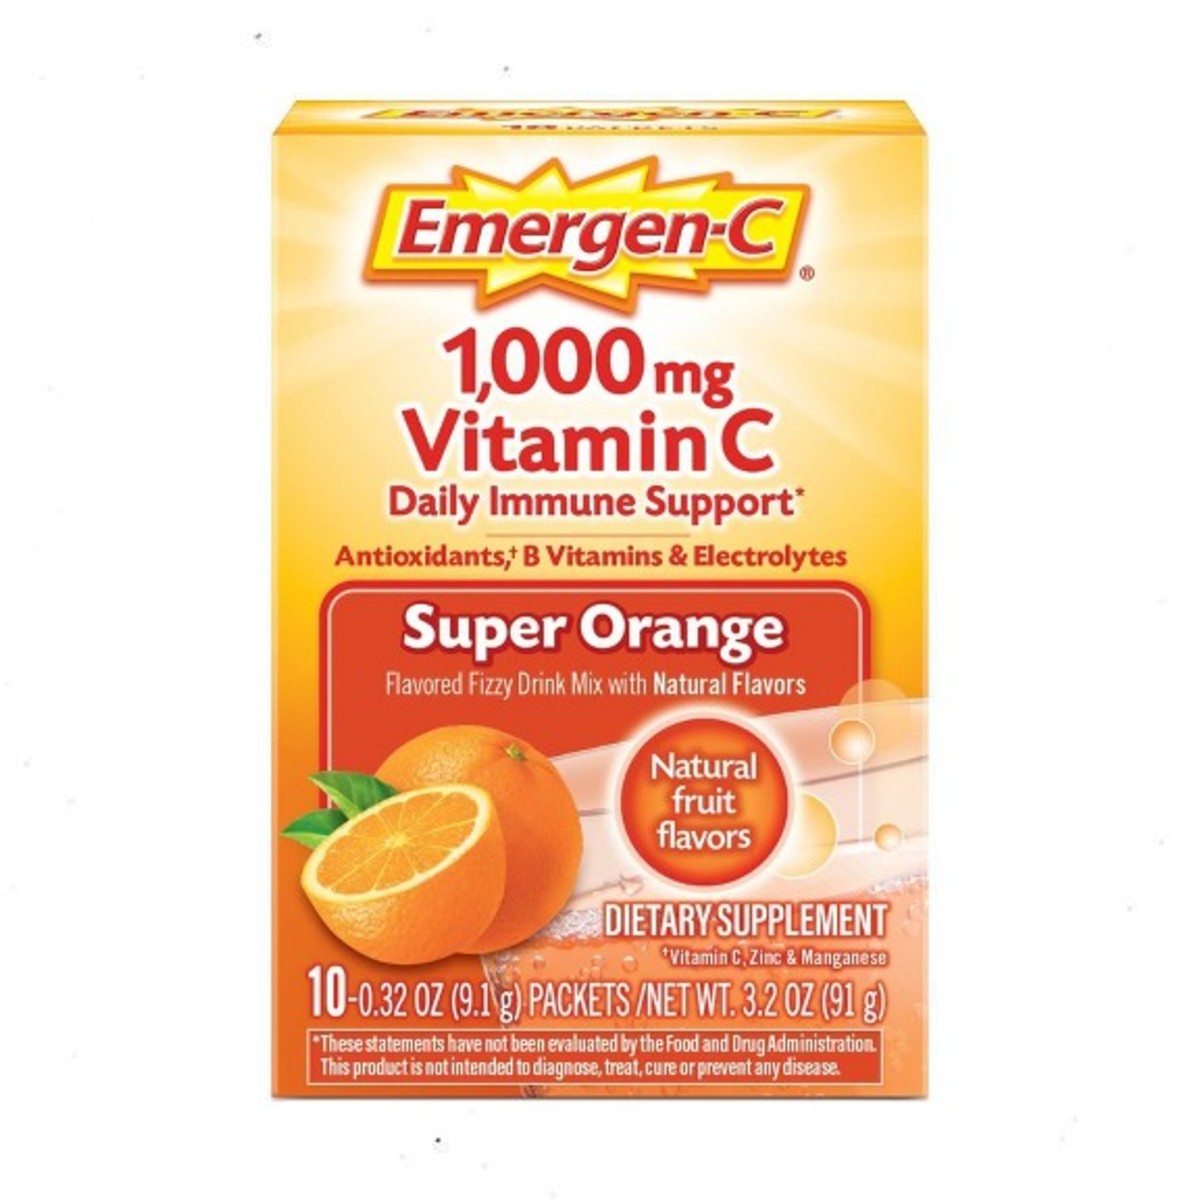 Emergen-C
Emergen-C®
1,000 mg
Vitamin C
Daily Immune Support*
Antioxidants,† B Vitamins & Electrolytes
Super Orange
Flavored Fizzy Drink Mix with Natural Flavors
Natural
fruit
flavors
DIETARY SUPPLEMENT
†Vitamin C, Zinc & Manganese
10-0.32 OZ (9.1 g) PACKETS / NET WT. 3.2 OZ (91 g)
*These statements have not been evaluated by the Food and Drug Administration.
This product is not intended to diagnose, treat, cure or prevent any disease.